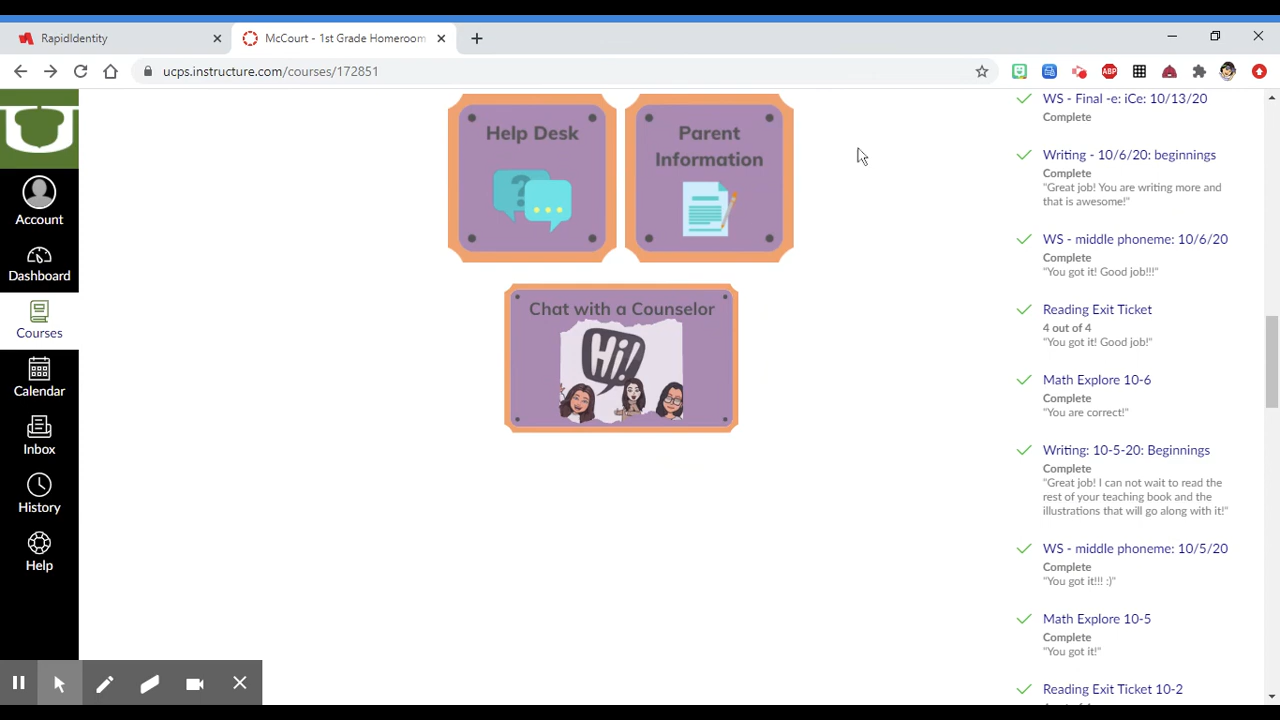 RapidIdentity
McCourt - 1st Grade Homeroom
ucps.instructure.com/courses/172851
ABP
Account
Dashboard
Courses
Calendar
Inbox
History
Help
Help Desk
?
Parent
Information
Chat with a Counselor
Hi!
WS - Final -e: iCe: 10/13/20
Complete
Writing - 10/6/20: beginnings
Complete
"Great job! You are writing more and
that is awesome!"
WS - middle phoneme: 10/6/20
Complete
"You got it! Good job!!!"
Reading Exit Ticket
4 out of 4
"You got it! Good job!"
Math Explore 10-6
Complete
"You are correct!"
Writing: 10-5-20: Beginnings
Complete
"Great job! I can not wait to read the
rest of your teaching book and the
illustrations that will go along with it!"
WS - middle phoneme: 10/5/20
Complete
"You got it!!! :)"
Math Explore 10-5
Complete
"You got it!"
Reading Exit Ticket 10-2